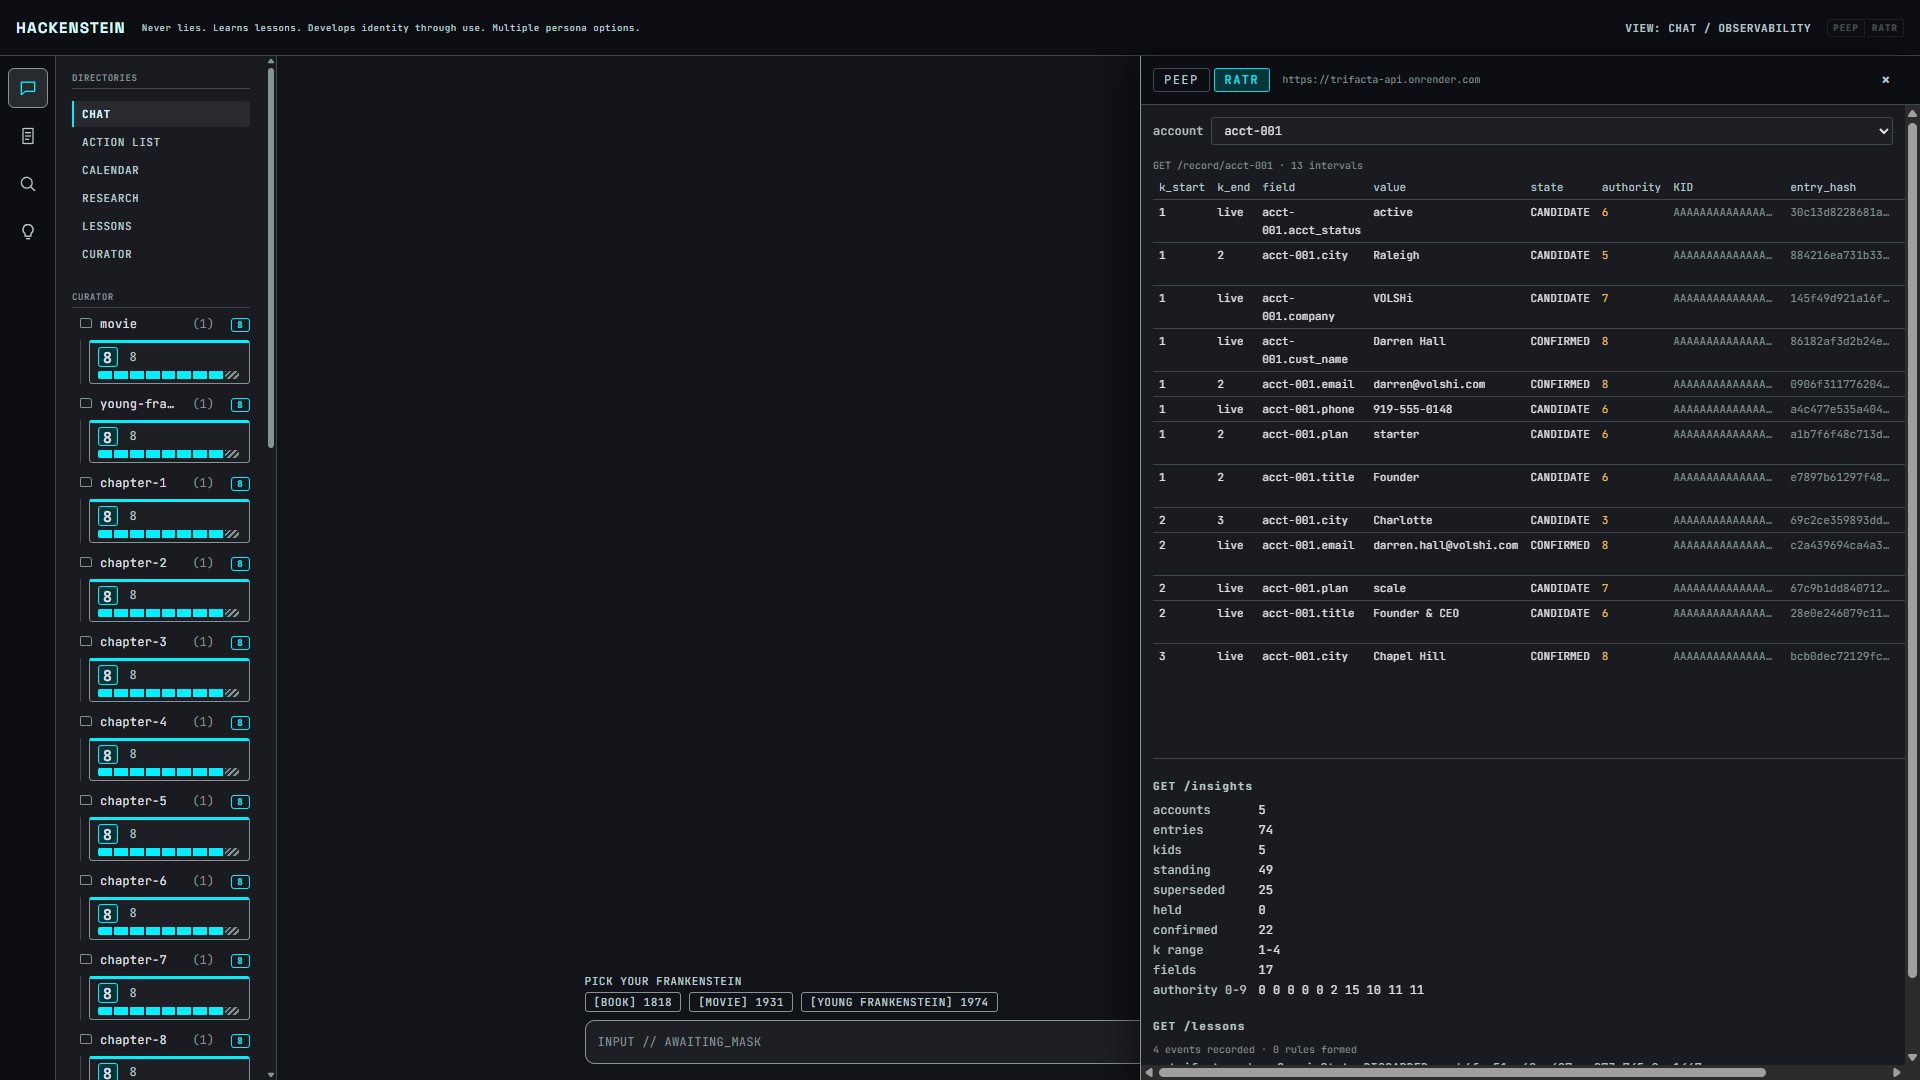 HACKENSTEIN Never lies. Learns lessons. Develops identity through use. Multiple persona options. VIEW: CHAT / OBSERVABILITY PEEP RATR
DIRECTORIES
CHAT
ACTION LIST
CALENDAR
RESEARCH
LESSONS
CURATOR
CURATOR
movie (1) 8
8 8
young-fra… (1) 8
8 8
chapter-1 (1) 8
8 8
chapter-2 (1) 8
8 8
chapter-3 (1) 8
8 8
chapter-4 (1) 8
8 8
chapter-5 (1) 8
8 8
chapter-6 (1) 8
8 8
chapter-7 (1) 8
8 8
chapter-8 (1) 8
8 8
PICK YOUR FRANKENSTEIN
[BOOK] 1818 [MOVIE] 1931 [YOUNG FRANKENSTEIN] 1974
INPUT // AWAITING_MASK
PEEP RATR https://trifacta-api.onrender.com ×
account acct-001
GET /record/acct-001 · 13 intervals
k_start k_end field value state authority KID entry_hash
1 live acct-001.acct_status active CANDIDATE 6 AAAAAAAAAAAAAA… 30c13d8228681a…
1 2 acct-001.city Raleigh CANDIDATE 5 AAAAAAAAAAAAAA… 884216ea731b33…
1 live acct-001.company VOLSHi CANDIDATE 7 AAAAAAAAAAAAAA… 145f49d921a16f…
1 live acct-001.cust_name Darren Hall CONFIRMED 8 AAAAAAAAAAAAAA… 86182af3d2b24e…
1 2 acct-001.email darren@volshi.com CONFIRMED 8 AAAAAAAAAAAAAA… 0906f311776204…
1 live acct-001.phone 919-555-0148 CANDIDATE 6 AAAAAAAAAAAAAA… a4c477e535a404…
1 2 acct-001.plan starter CANDIDATE 6 AAAAAAAAAAAAAA… a1b7f6f48c713d…
1 2 acct-001.title Founder CANDIDATE 6 AAAAAAAAAAAAAA… e7897b61297f48…
2 3 acct-001.city Charlotte CANDIDATE 3 AAAAAAAAAAAAAA… 69c2ce359893dd…
2 live acct-001.email darren.hall@volshi.com CONFIRMED 8 AAAAAAAAAAAAAA… c2a439694ca4a3…
2 live acct-001.plan scale CANDIDATE 7 AAAAAAAAAAAAAA… 67c9b1dd840712…
2 live acct-001.title Founder & CEO CANDIDATE 6 AAAAAAAAAAAAAA… 28e0e246079c11…
3 live acct-001.city Chapel Hill CONFIRMED 8 AAAAAAAAAAAAAA… bcb0dec72129fc…
GET /insights
accounts 5
entries 74
kids 5
standing 49
superseded 25
held 0
confirmed 22
k range 1-4
fields 17
authority 0-9 0 0 0 0 0 2 15 10 11 11
GET /lessons
4 events recorded · 0 rules formed